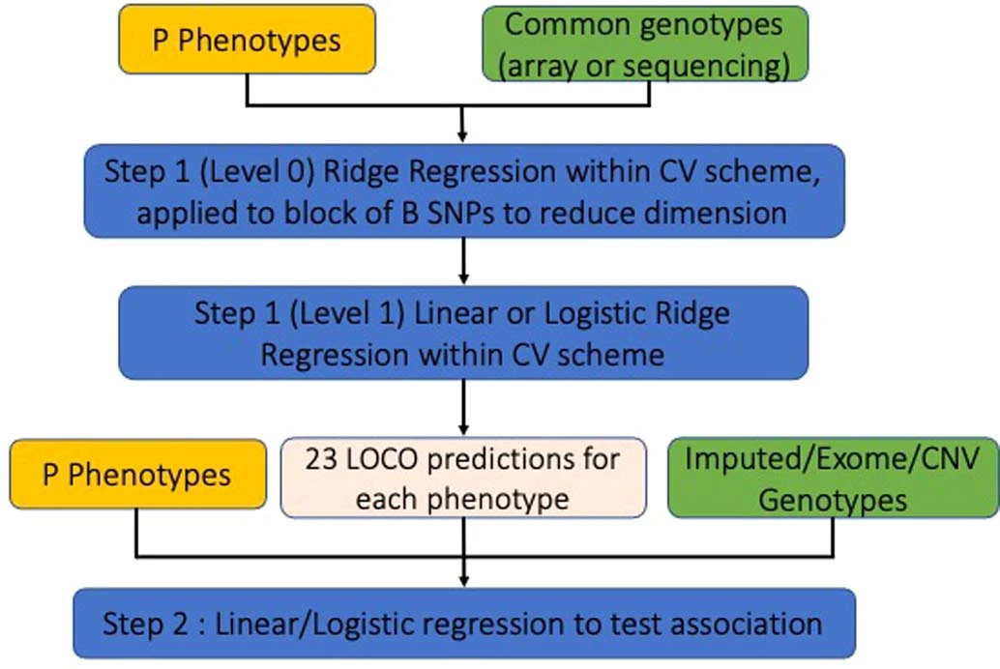 P Phenotypes
Common genotypes
(array or sequencing)
Step 1 (Level 0) Ridge Regression within CV scheme,
applied to block of B SNPs to reduce dimension
Step 1 (Level 1) Linear or Logistic Ridge
Regression within CV scheme
P Phenotypes
23 LOCO predictions for
each phenotype
Imputed/Exome/CNV
Genotypes
Step 2 : Linear/Logistic regression to test association